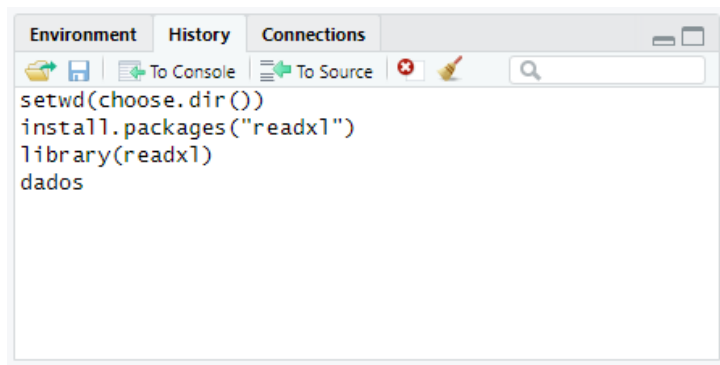 Environment History Connections
To Console To Source
setwd(choose.dir())
install.packages("readxl")
library(readxl)
dados